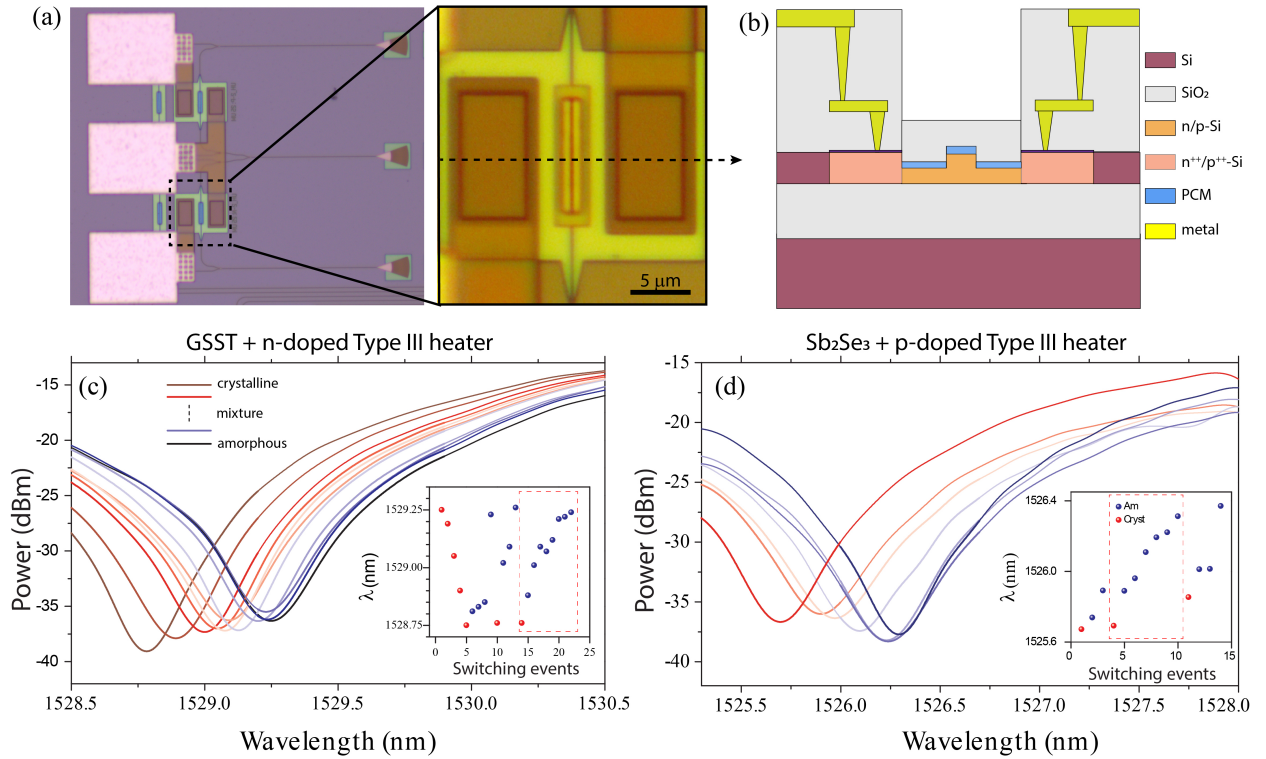 (a)
5 μm
(b)
Si
SiO₂
n/p-Si
n⁺⁺/p⁺⁺-Si
PCM
metal
GSST + n-doped Type III heater
(c)
crystalline
mixture
amorphous
Power (dBm)
-15
-20
-25
-30
-35
-40
1528.5 1529.0 1529.5 1530.0 1530.5
Wavelength (nm)
λ (nm)
1529.25
1529.00
1528.75
0 5 10 15 20 25
Switching events
Sb₂Se₃ + p-doped Type III heater
(d)
Power (dBm)
-15
-20
-25
-30
-35
-40
1525.5 1526.0 1526.5 1527.0 1527.5 1528.0
Wavelength (nm)
λ (nm)
1526.4
1526.0
1525.6
Am
Cryst
0 5 10 15
Switching events